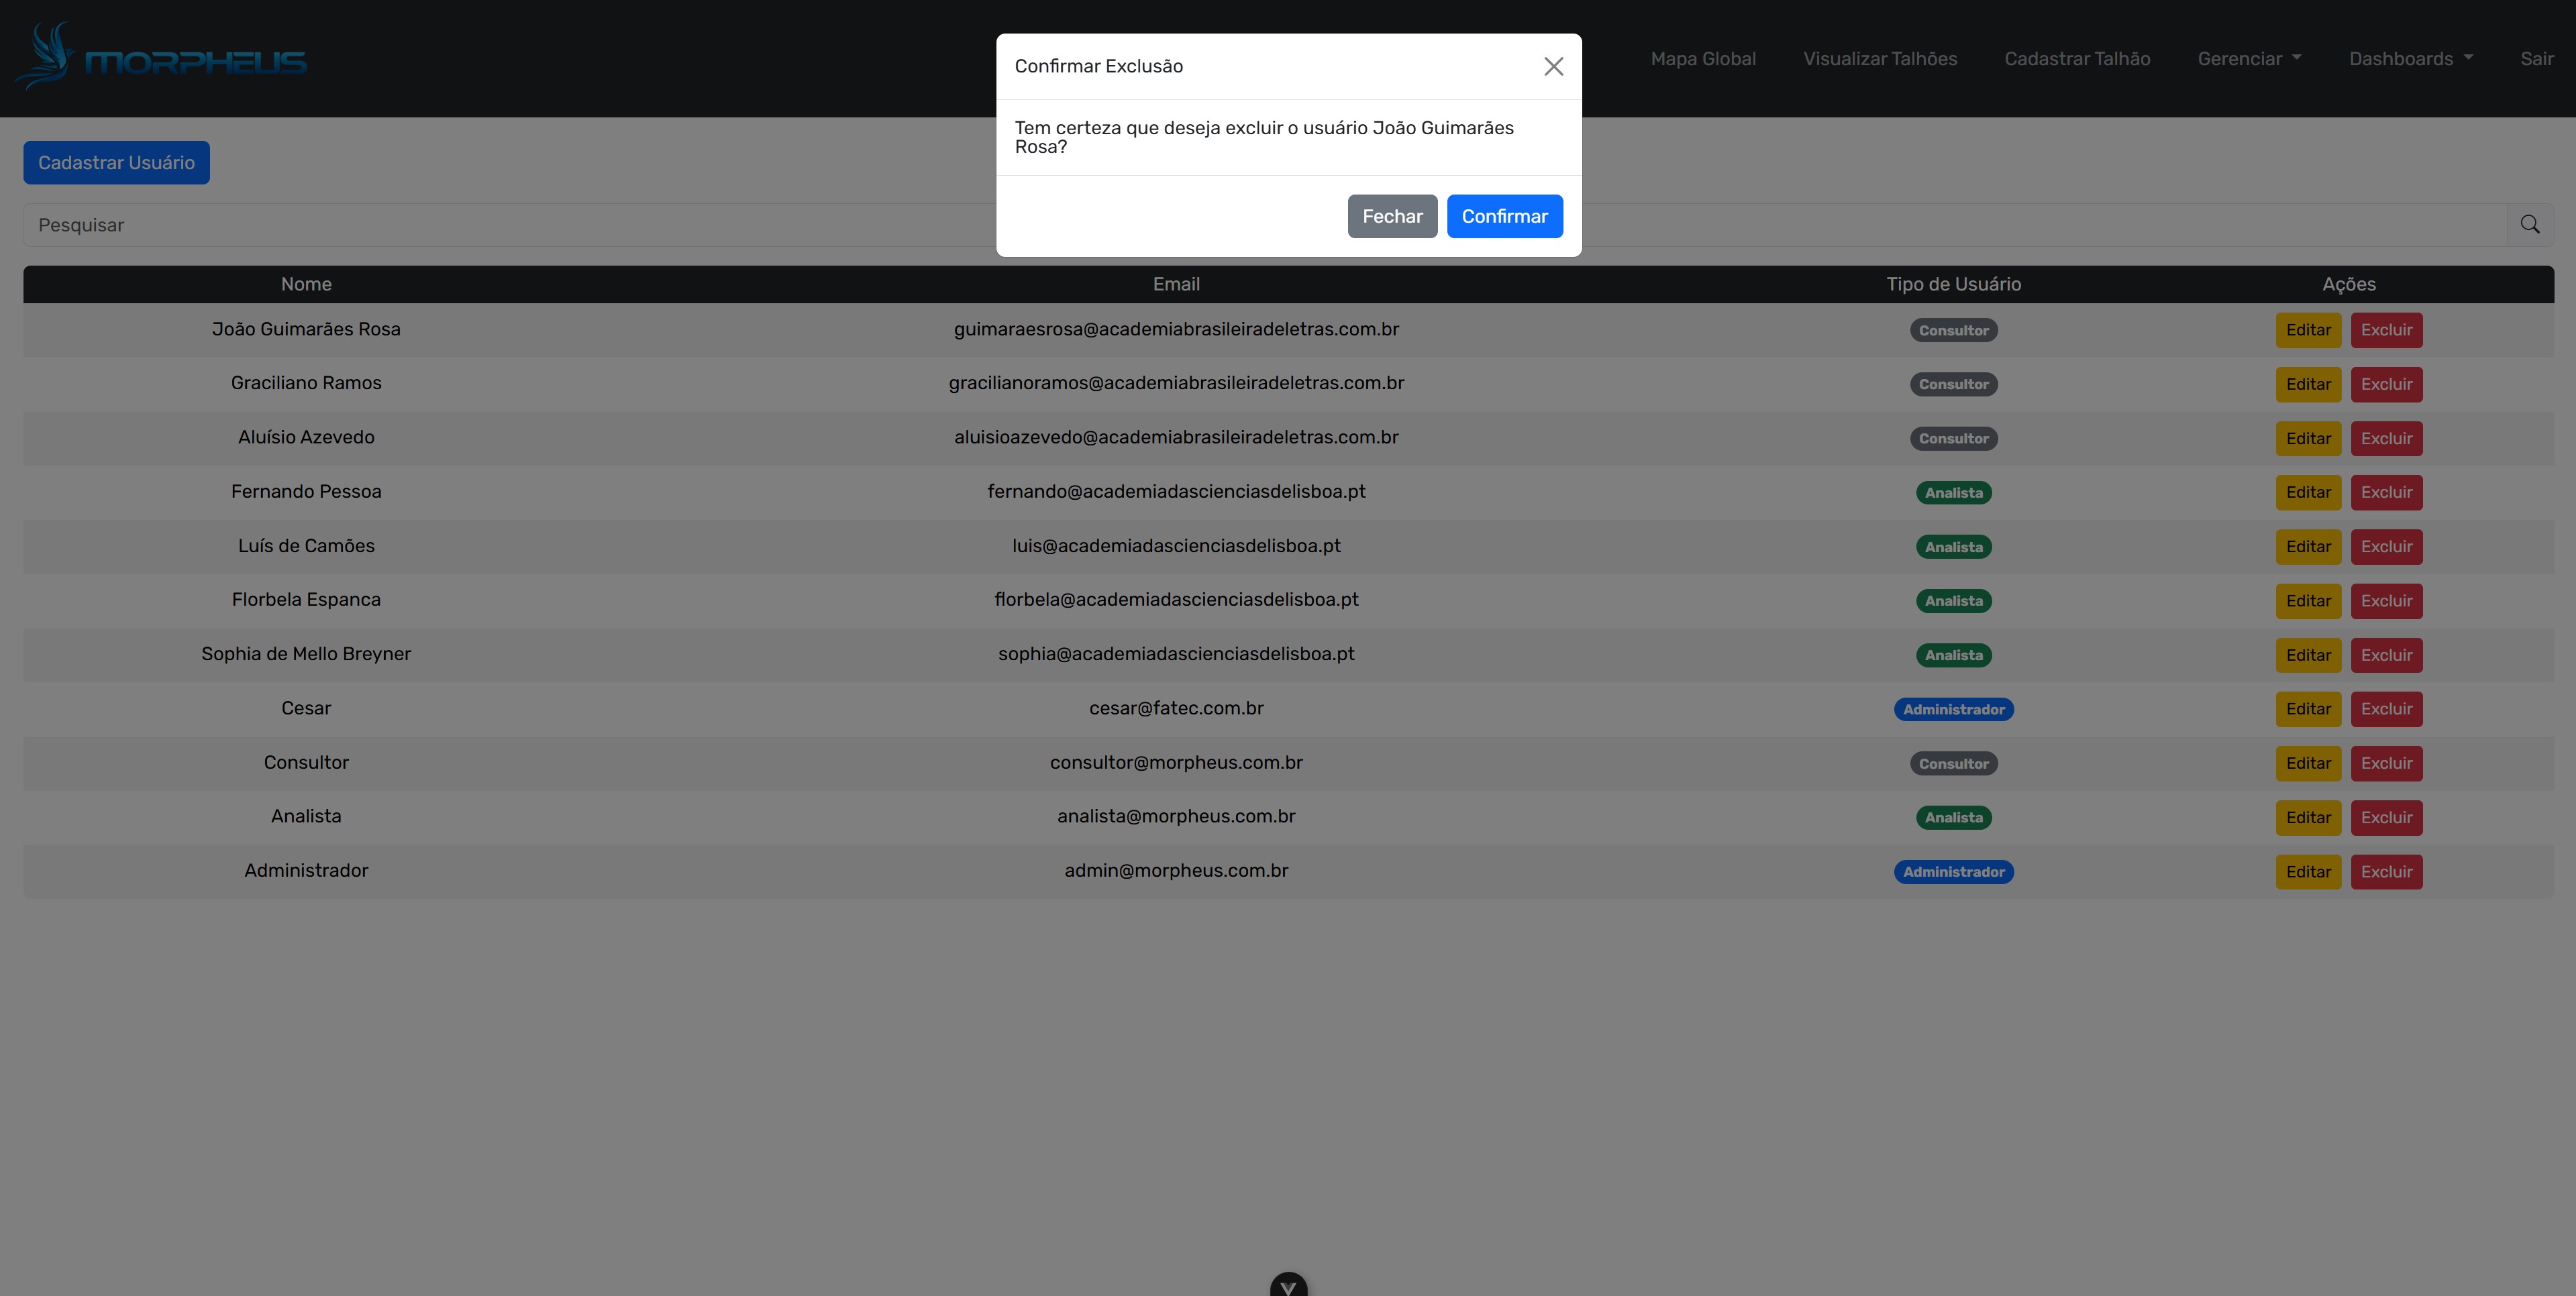 MORPHEUS
Mapa Global
Visualizar Talhões
Cadastrar Talhão
Gerenciar
Dashboards
Sair
Confirmar Exclusão
Tem certeza que deseja excluir o usuário João Guimarães
Rosa?
Fechar Confirmar
Cadastrar Usuário
Pesquisar
Nome Email Tipo de Usuário Ações
João Guimarães Rosa guimaraesrosa@academiabrasileiradeletras.com.br Consultor Editar Excluir
Graciliano Ramos gracilianoramos@academiabrasileiradeletras.com.br Consultor Editar Excluir
Aluísio Azevedo aluisioazevedo@academiabrasileiradeletras.com.br Consultor Editar Excluir
Fernando Pessoa fernando@academiadascienciasdelisboa.pt Analista Editar Excluir
Luís de Camões luis@academiadascienciasdelisboa.pt Analista Editar Excluir
Florbela Espanca florbela@academiadascienciasdelisboa.pt Analista Editar Excluir
Sophia de Mello Breyner sophia@academiadascienciasdelisboa.pt Analista Editar Excluir
Cesar cesar@fatec.com.br Administrador Editar Excluir
Consultor consultor@morpheus.com.br Consultor Editar Excluir
Analista analista@morpheus.com.br Analista Editar Excluir
Administrador admin@morpheus.com.br Administrador Editar Excluir